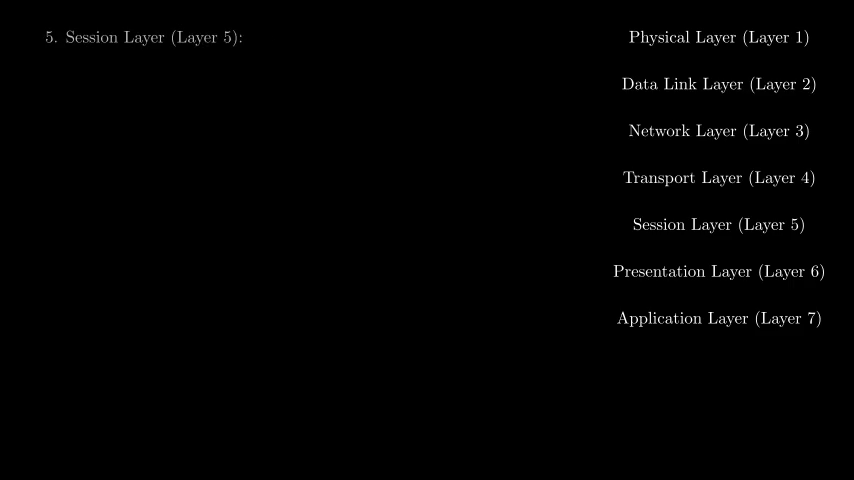 5. Session Layer (Layer 5):
Physical Layer (Layer 1)
Data Link Layer (Layer 2)
Network Layer (Layer 3)
Transport Layer (Layer 4)
Session Layer (Layer 5)
Presentation Layer (Layer 6)
Application Layer (Layer 7)